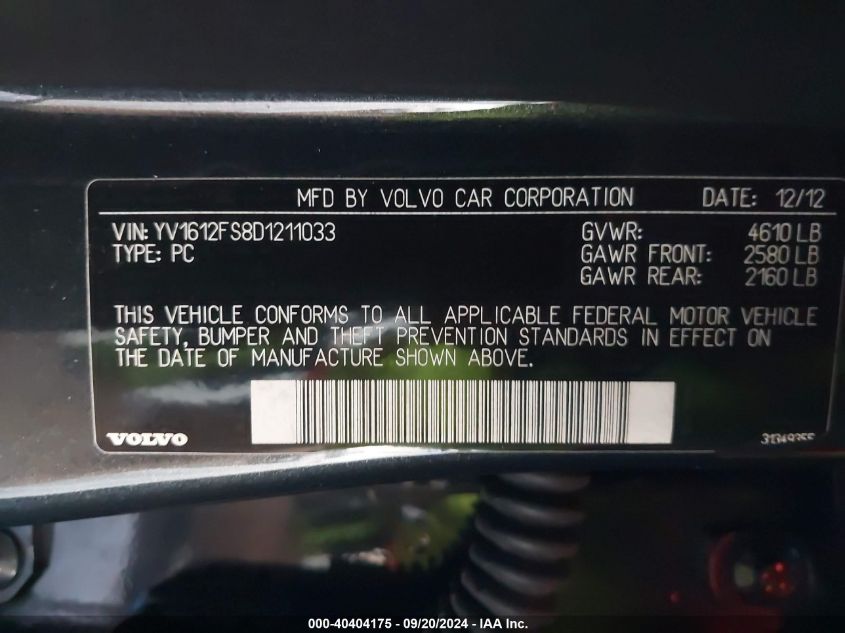 MFD BY VOLVO CAR CORPORATION DATE: 12/12
VIN: YV1612FS8D1211033 GVWR: 4610 LB
TYPE: PC GAWR FRONT: 2580 LB
GAWR REAR: 2160 LB
THIS VEHICLE CONFORMS TO ALL APPLICABLE FEDERAL MOTOR VEHICLE
SAFETY, BUMPER AND THEFT PREVENTION STANDARDS IN EFFECT ON
THE DATE OF MANUFACTURE SHOWN ABOVE.
VOLVO
000-40404175 - 09/20/2024 - IAA Inc.